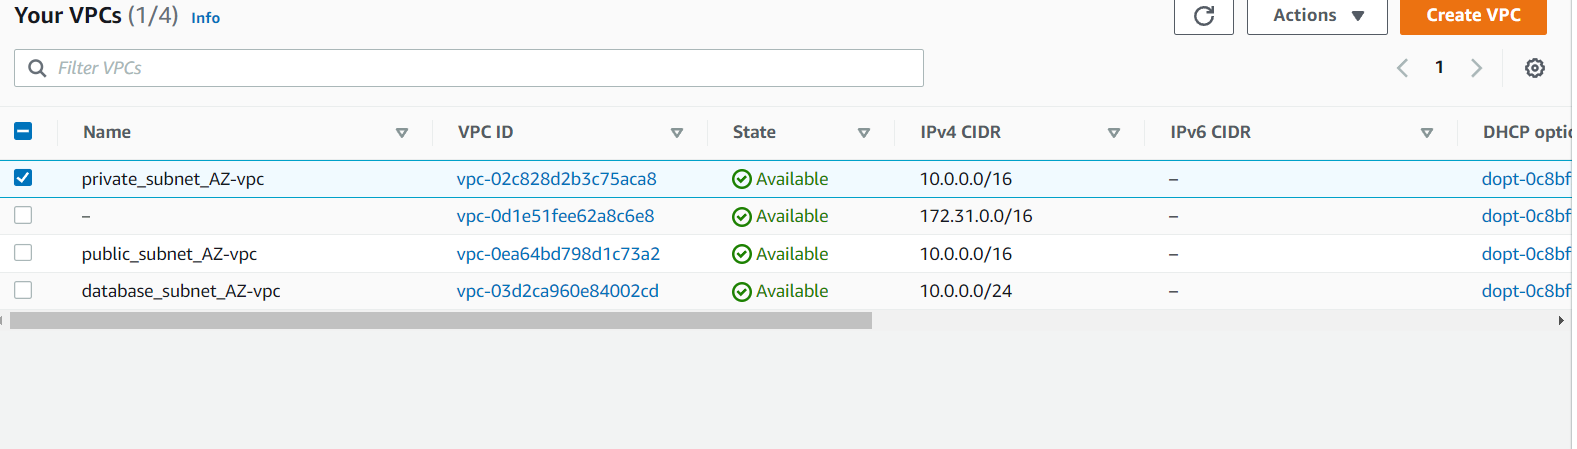 Your VPCs (1/4) Info
Actions
Create VPC
Filter VPCs
1
Name VPC ID State IPv4 CIDR IPv6 CIDR DHCP optic
private_subnet_AZ-vpc vpc-02c828d2b3c75aca8 Available 10.0.0.0/16 – dopt-0c8bf
– vpc-0d1e51fee62a8c6e8 Available 172.31.0.0/16 – dopt-0c8bf
public_subnet_AZ-vpc vpc-0ea64bd798d1c73a2 Available 10.0.0.0/16 – dopt-0c8bf
database_subnet_AZ-vpc vpc-03d2ca960e84002cd Available 10.0.0.0/24 – dopt-0c8bf